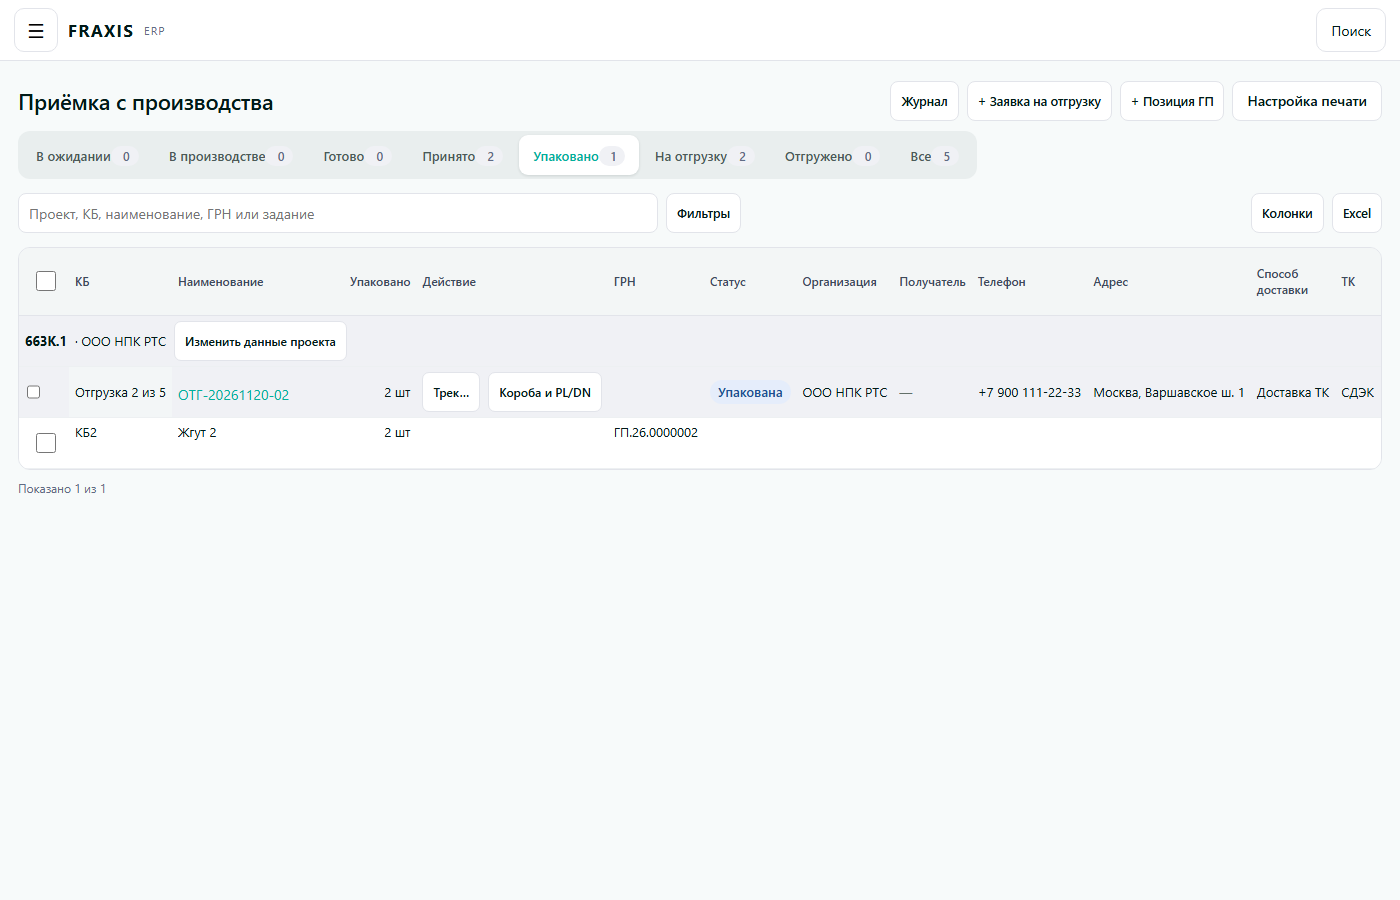 ☰ FRAXIS ERP Поиск
Приёмка с производства Журнал + Заявка на отгрузку + Позиция ГП Настройка печати
В ожидании 0 В производстве 0 Готово 0 Принято 2 Упаковано 1 На отгрузку 2 Отгружено 0 Все 5
Проект, КБ, наименование, ГРН или задание Фильтры Колонки Excel
КБ Наименование Упаковано Действие ГРН Статус Организация Получатель Телефон Адрес Способ доставки ТК
663К.1 · ООО НПК РТС Изменить данные проекта
Отгрузка 2 из 5 ОТГ-20261120-02 2 шт Трек... Короба и PL/DN Упакована ООО НПК РТС — +7 900 111-22-33 Москва, Варшавское ш. 1 Доставка ТК СДЭК
КБ2 Жгут 2 2 шт ГП.26.0000002
Показано 1 из 1